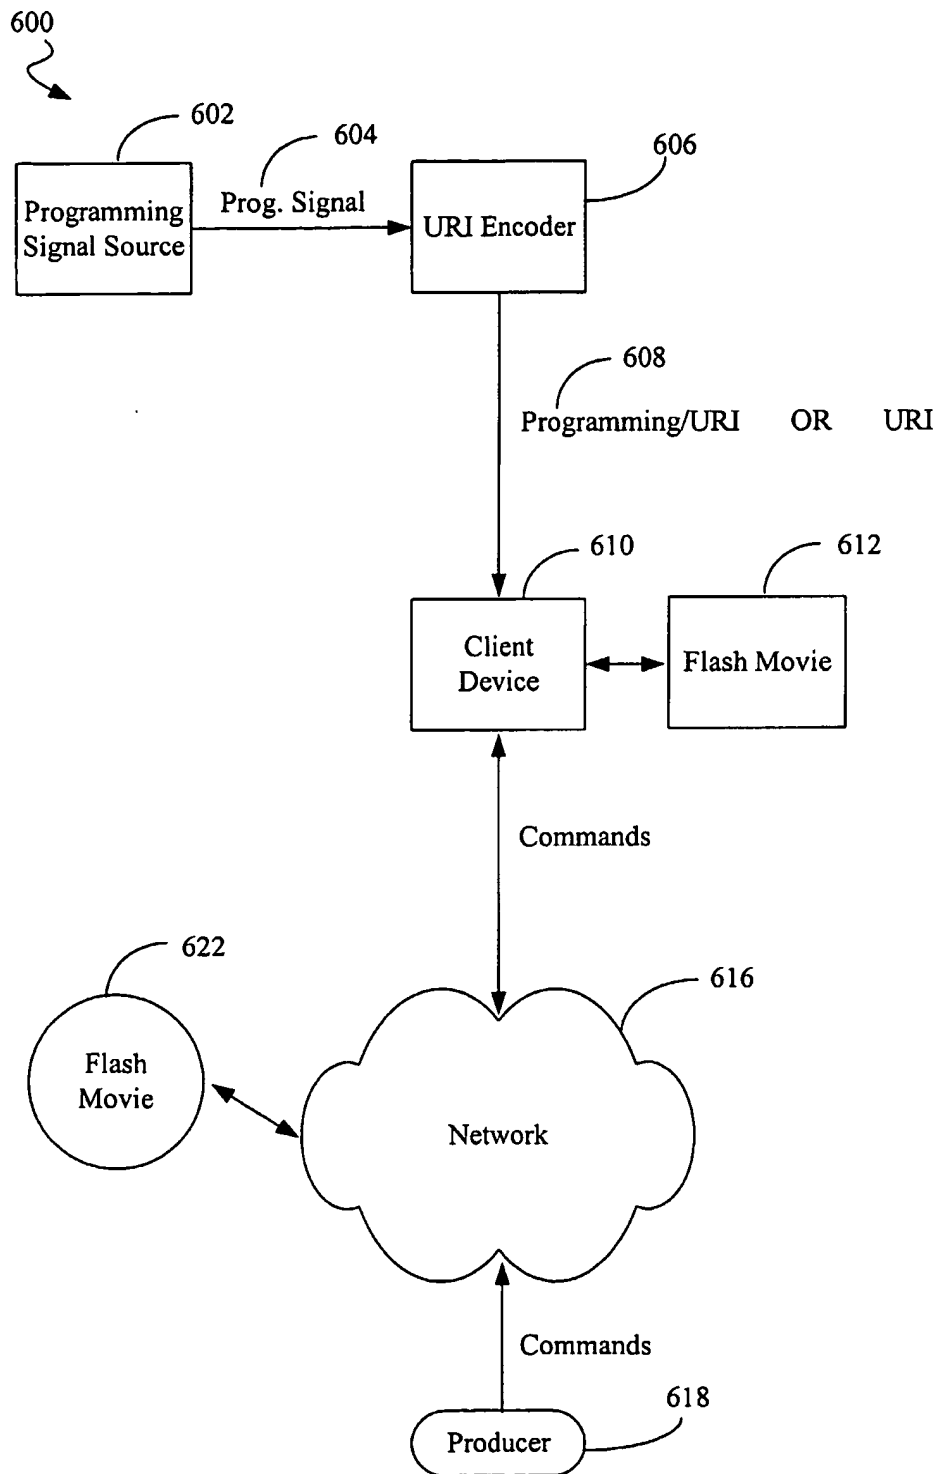 600
602
604
606
Programming
Signal Source
Prog. Signal
URI Encoder
608
Programming/URI OR URI
610
612
Client
Device
Flash Movie
Commands
622
616
Flash
Movie
Network
Commands
618
Producer